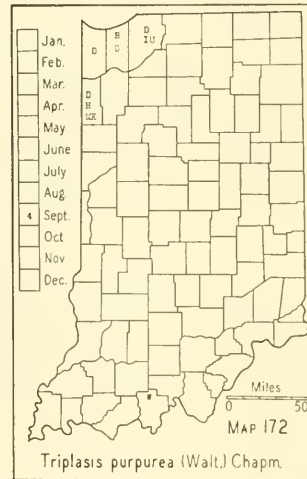 Jan.
Feb.
Mar.
Apr.
May
June
July
Aug.
4 Sept.
Oct
Nov
Dec.
D
B
D
D
IU
D
H
WK
Miles
0 50
MAP 172
Triplasis purpurea (Walt.) Chapm.